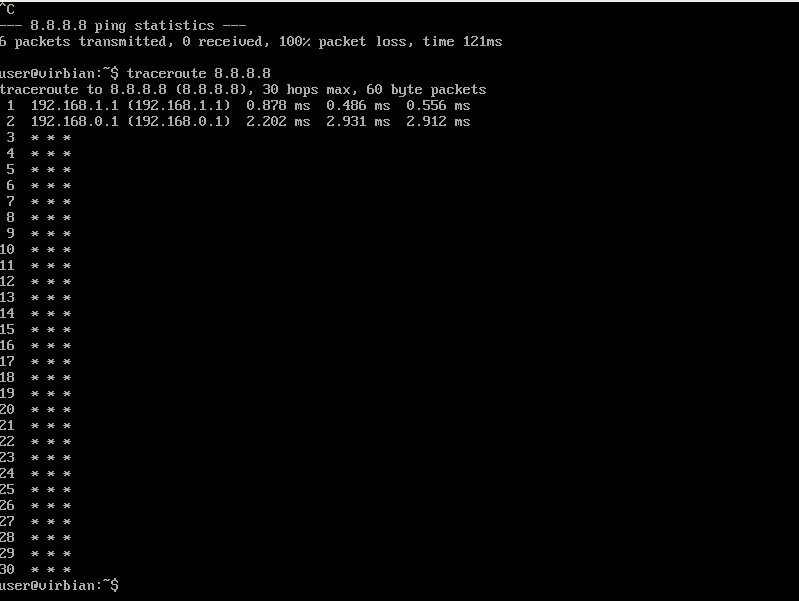 ^C
--- 8.8.8.8 ping statistics ---
6 packets transmitted, 0 received, 100% packet loss, time 121ms
user@virbian:~$ traceroute 8.8.8.8
traceroute to 8.8.8.8 (8.8.8.8), 30 hops max, 60 byte packets
 1  192.168.1.1 (192.168.1.1)  0.878 ms  0.486 ms  0.556 ms
 2  192.168.0.1 (192.168.0.1)  2.202 ms  2.931 ms  2.912 ms
 3  * * *
 4  * * *
 5  * * *
 6  * * *
 7  * * *
 8  * * *
 9  * * *
10  * * *
11  * * *
12  * * *
13  * * *
14  * * *
15  * * *
16  * * *
17  * * *
18  * * *
19  * * *
20  * * *
21  * * *
22  * * *
23  * * *
24  * * *
25  * * *
26  * * *
27  * * *
28  * * *
29  * * *
30  * * *
user@virbian:~$